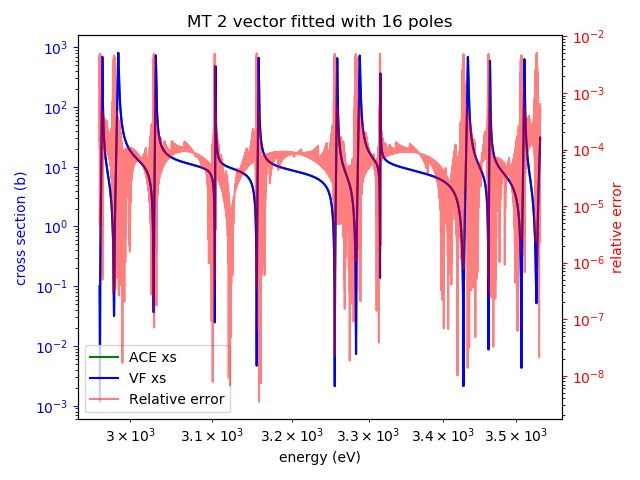 MT 2 vector fitted with 16 poles
10³
10²
10¹
10⁰
10⁻¹
10⁻²
10⁻³
cross section (b)
10⁻²
10⁻³
10⁻⁴
10⁻⁵
10⁻⁶
10⁻⁷
10⁻⁸
relative error
ACE xs
VF xs
Relative error
3 × 10³ 3.1 × 10³ 3.2 × 10³ 3.3 × 10³ 3.4 × 10³ 3.5 × 10³
energy (eV)